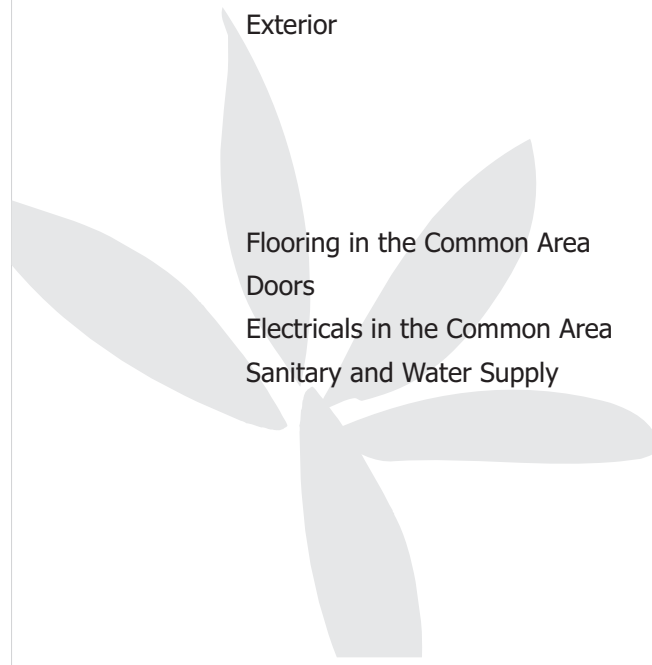 Exterior
Flooring in the Common Area
Doors
Electricals in the Common Area
Sanitary and Water Supply